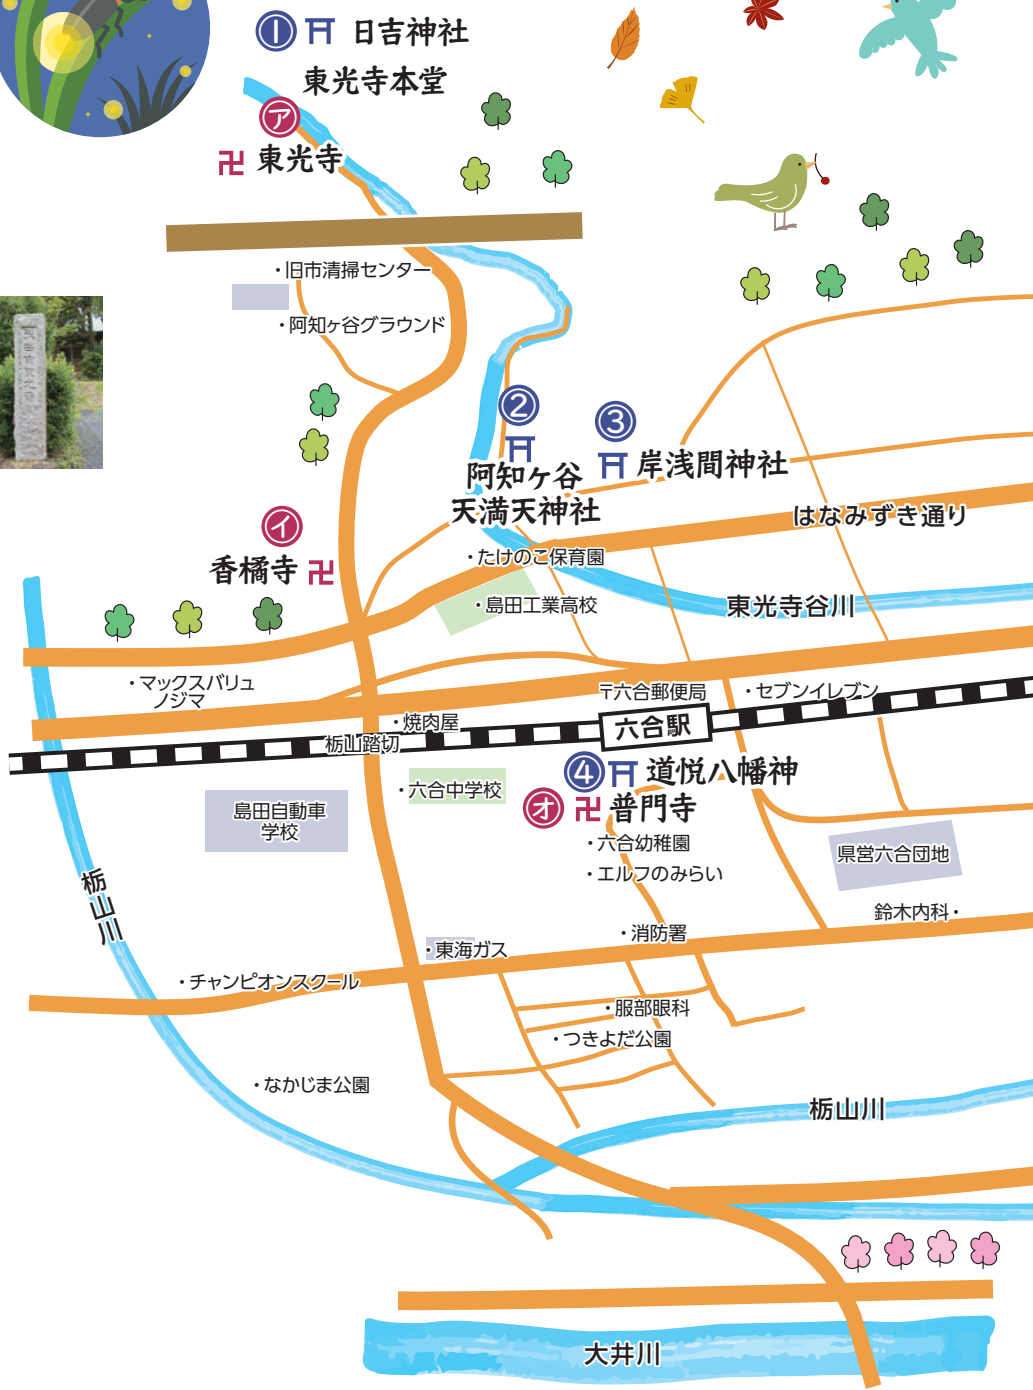 ① 日吉神社
東光寺本堂
ア
卍 東光寺
・旧市清掃センター
・阿知ヶ谷グラウンド
②
阿知ヶ谷
天満天神社
③
岸浅間神社
はなみずき通り
イ
香橘寺 卍
・たけのこ保育園
・島田工業高校
東光寺谷川
・マックスバリュ
ノジマ
〒六合郵便局
・セブンイレブン
・焼肉屋
六合駅
栃山踏切
④ 道悦八幡神
オ 卍 普門寺
・六合中学校
島田自動車
学校
・六合幼稚園
・エルフのみらい
県営六合団地
栃山川
鈴木内科・
・消防署
・東海ガス
・チャンピオンスクール
・服部眼科
・つきよだ公園
・なかじま公園
栃山川
大井川